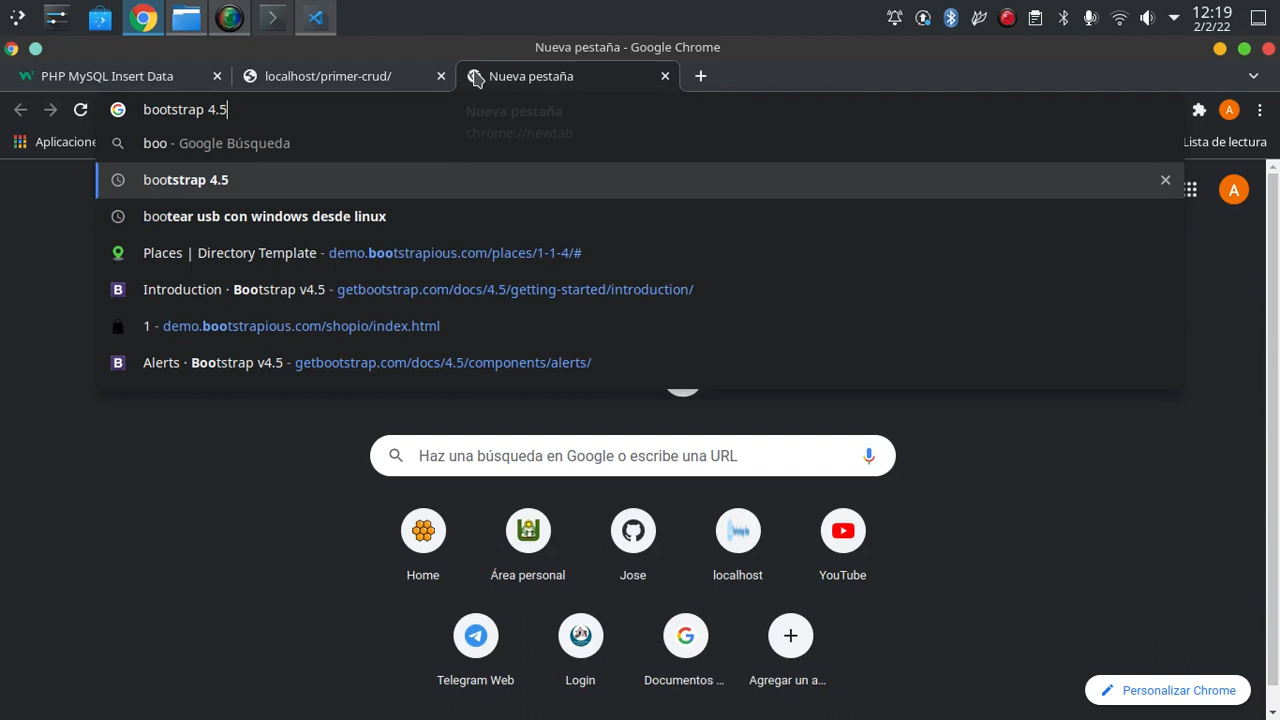 12:19
2/2/22
Nueva pestaña - Google Chrome
PHP MySQL Insert Data
localhost/primer-crud/
Nueva pestaña
bootstrap 4.5
Nueva pestaña
chrome://newtab
Aplicacione
Lista de lectura
boo - Google Búsqueda
bootstrap 4.5
bootear usb con windows desde linux
Places | Directory Template - demo.bootstrapious.com/places/1-1-4/#
Introduction · Bootstrap v4.5 - getbootstrap.com/docs/4.5/getting-started/introduction/
1 - demo.bootstrapious.com/shopio/index.html
Alerts · Bootstrap v4.5 - getbootstrap.com/docs/4.5/components/alerts/
A
A
Haz una búsqueda en Google o escribe una URL
Home
Área personal
Jose
localhost
YouTube
Telegram Web
Login
Documentos ...
Agregar un a...
Personalizar Chrome